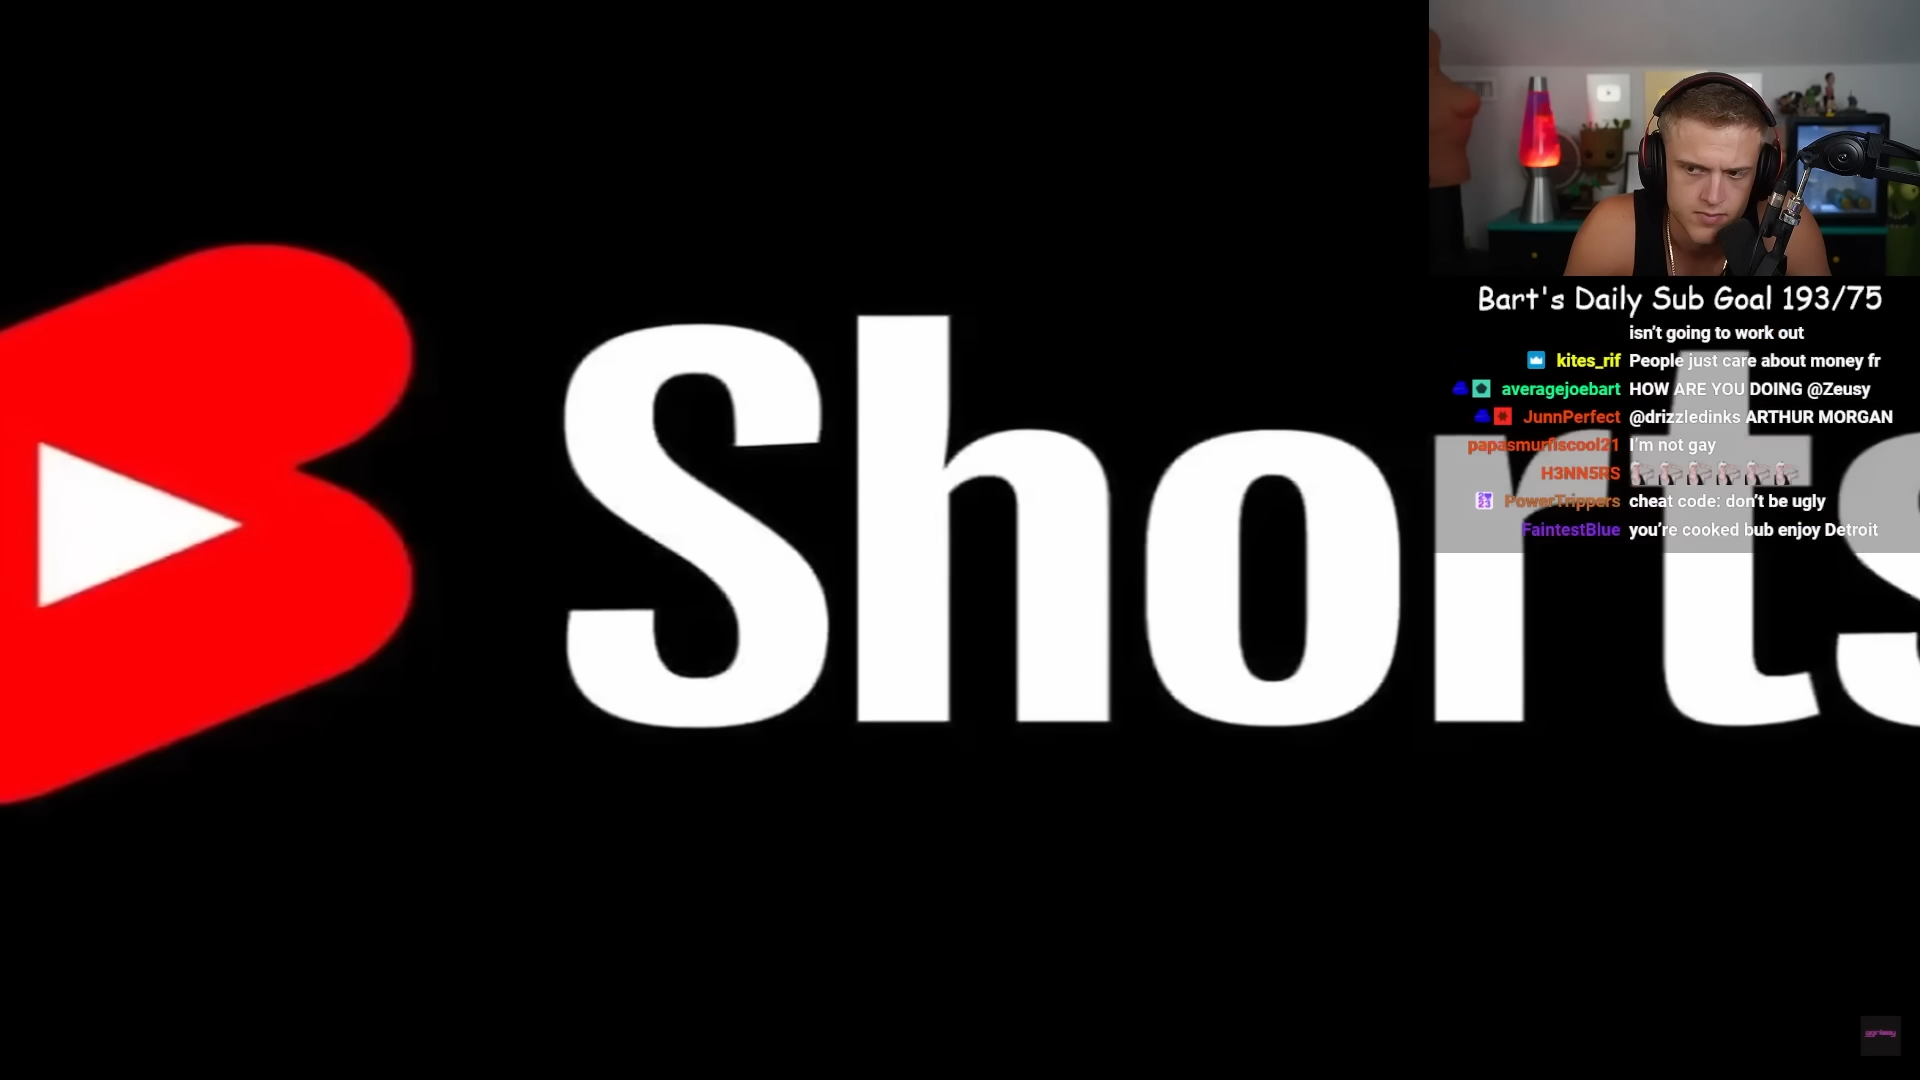 Shorts
Bart's Daily Sub Goal 193/75
isn't going to work out
kites_rif People just care about money fr
averagejoebart HOW ARE YOU DOING @Zeusy
JunnPerfect @drizzledinks ARTHUR MORGAN
papasmurfiscool21 I'm not gay
H3NN5RS
PowerTrippers cheat code: don't be ugly
FaintestBlue you're cooked bub enjoy Detroit